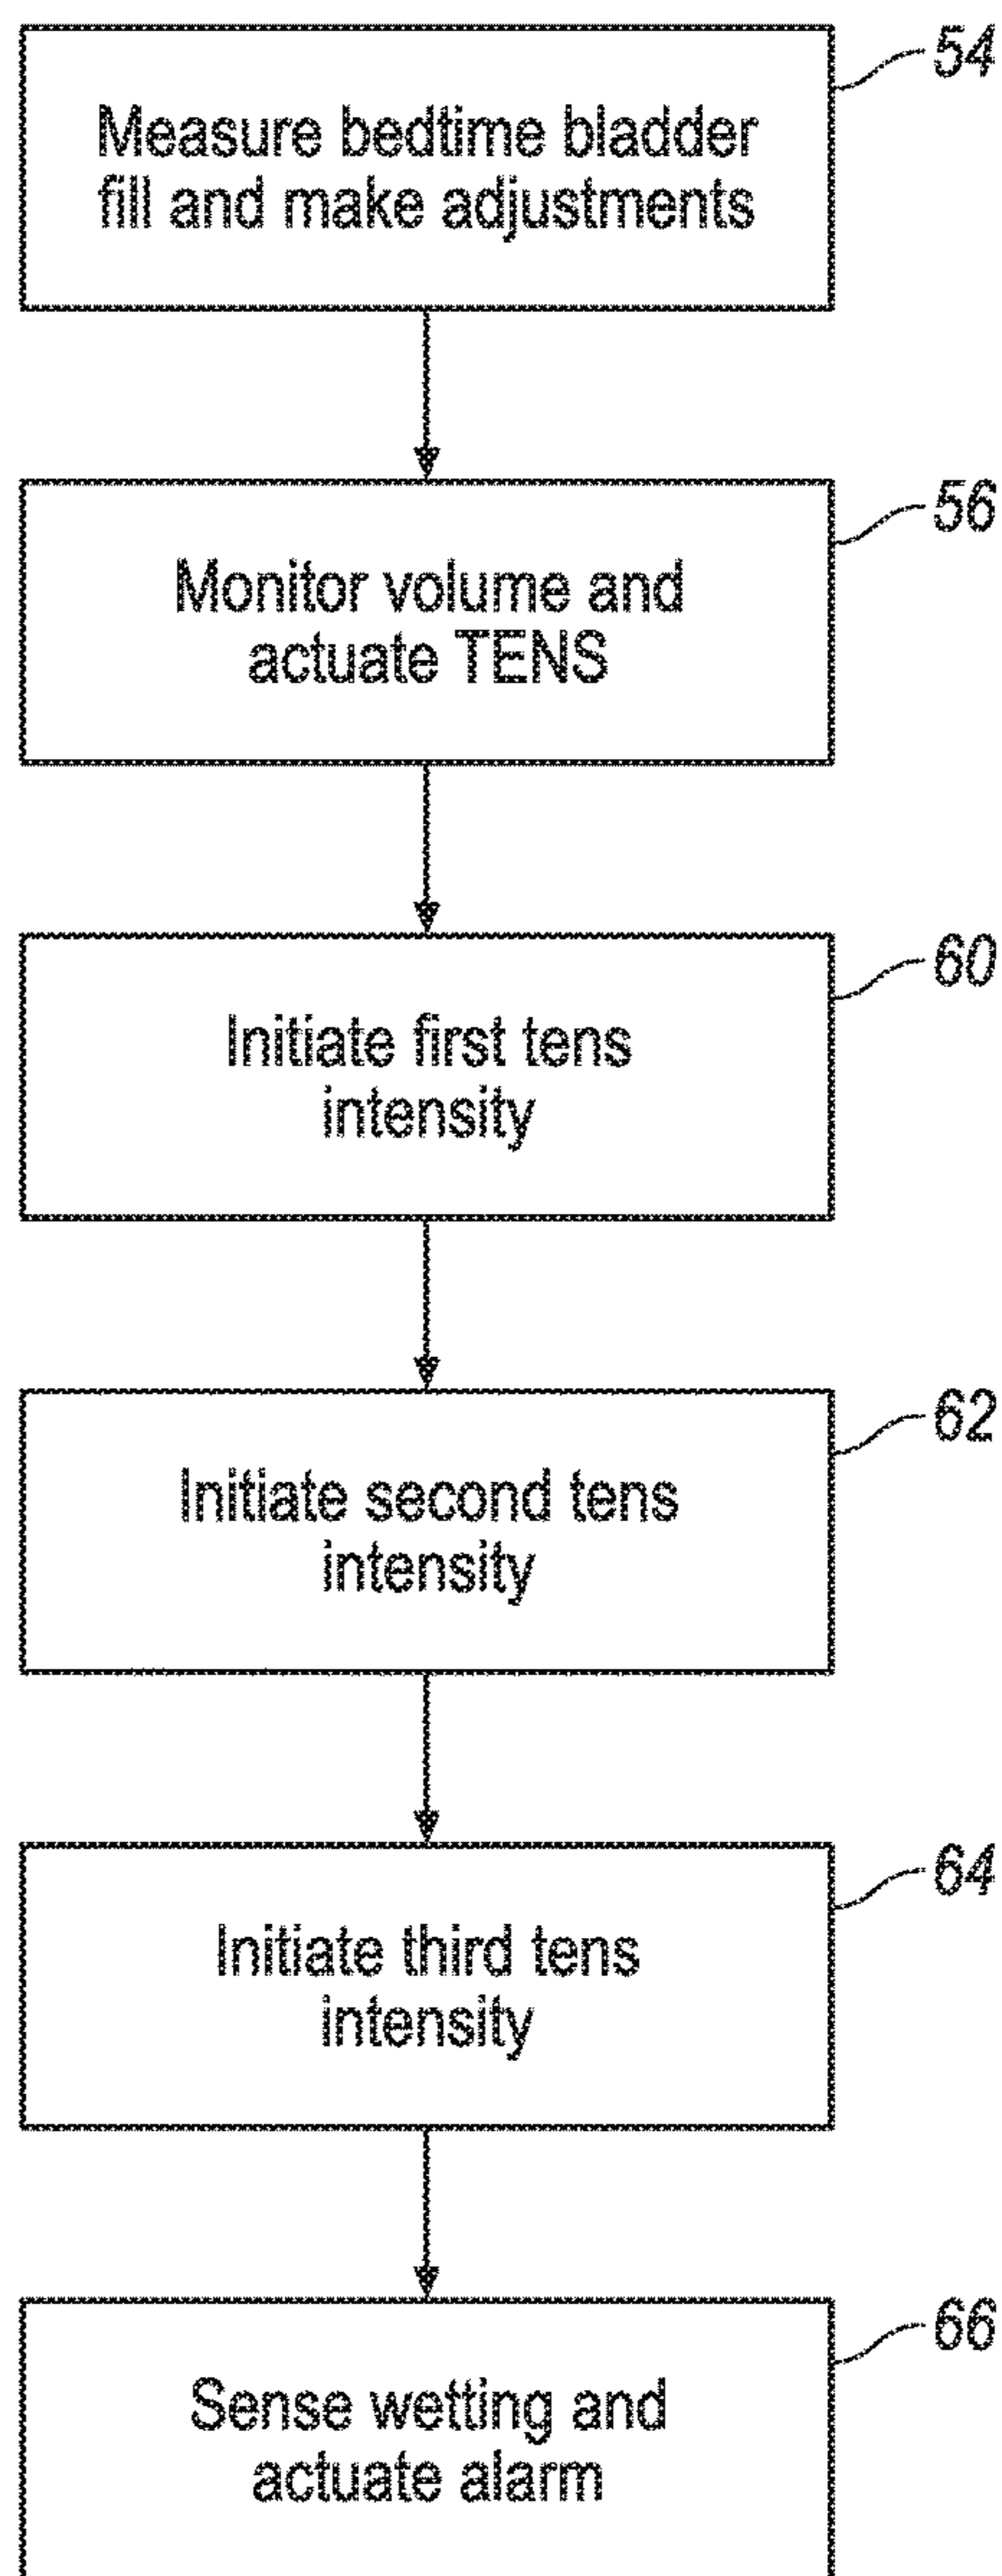 54
Measure bedtime bladder
fill and make adjustments
56
Monitor volume and
actuate TENS
60
Initiate first tens
intensity
62
Initiate second tens
intensity
64
Initiate third tens
intensity
66
Sense wetting and
actuate alarm